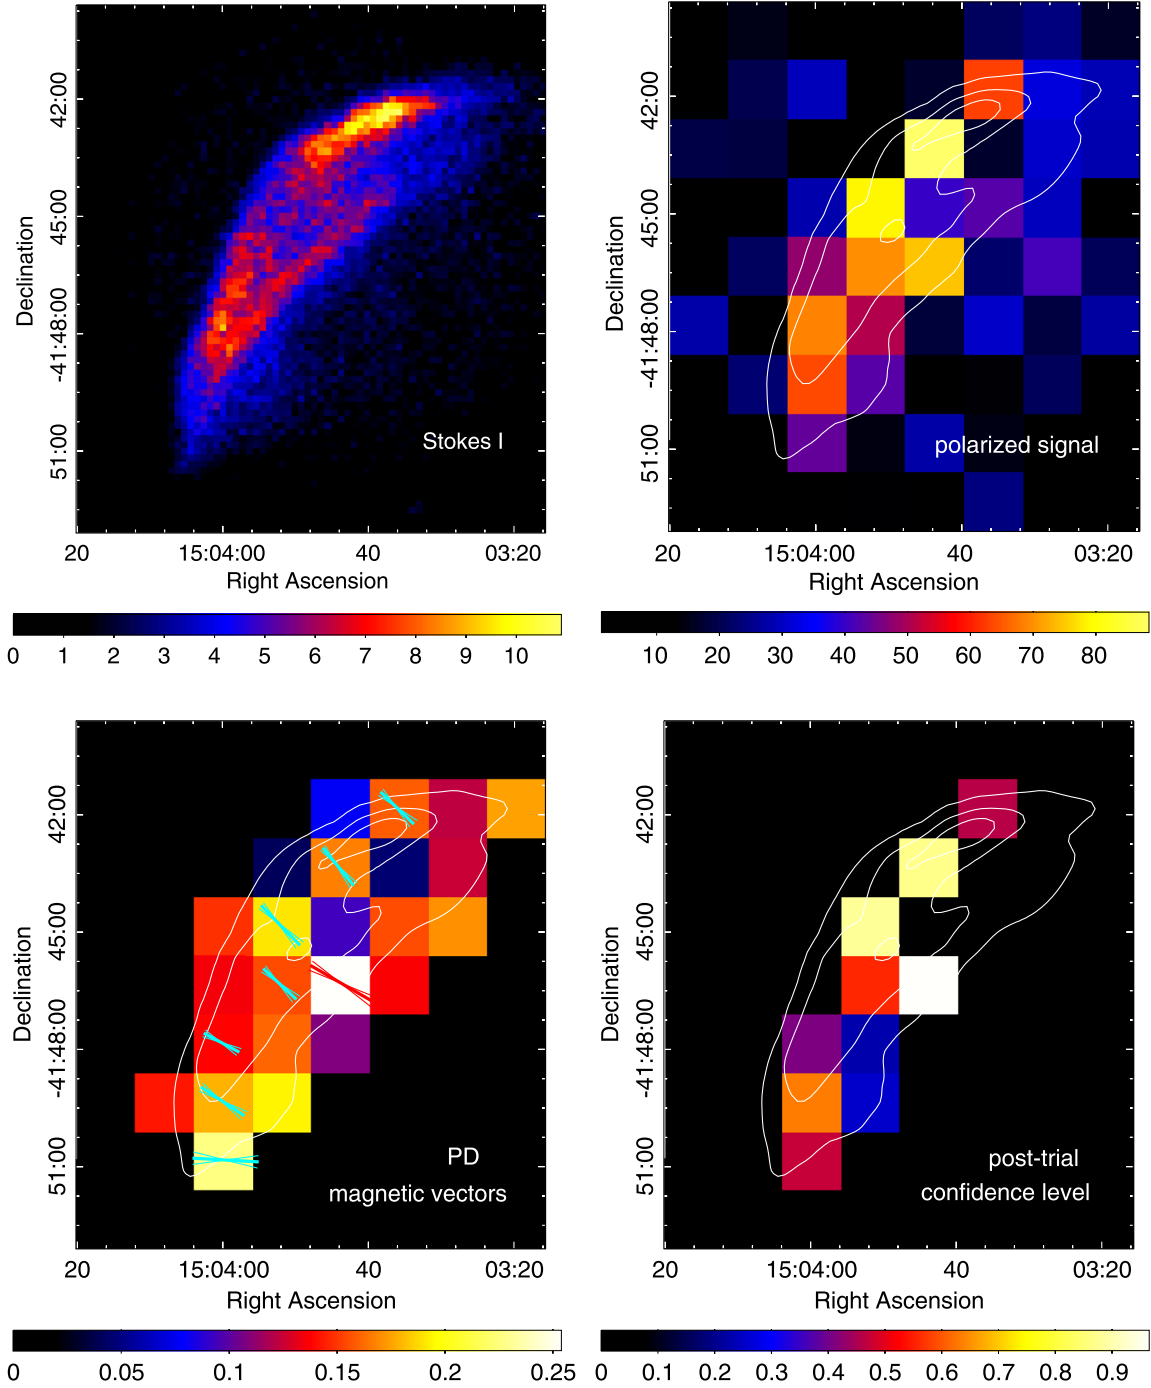 42:00
45:00
-41:48:00
51:00
Declination
Stokes I
20 15:04:00 40 03:20
Right Ascension
0 1 2 3 4 5 6 7 8 9 10
42:00
45:00
-41:48:00
51:00
Declination
polarized signal
20 15:04:00 40 03:20
Right Ascension
10 20 30 40 50 60 70 80
42:00
45:00
-41:48:00
51:00
Declination
PD
magnetic vectors
20 15:04:00 40 03:20
Right Ascension
0 0.05 0.1 0.15 0.2 0.25
42:00
45:00
-41:48:00
51:00
Declination
post-trial
confidence level
20 15:04:00 40 03:20
Right Ascension
0 0.1 0.2 0.3 0.4 0.5 0.6 0.7 0.8 0.9